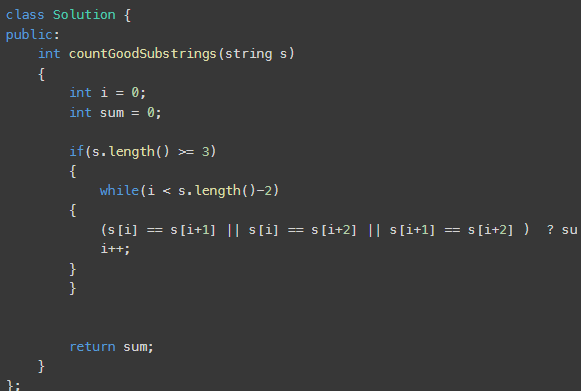 class Solution {
public:
    int countGoodSubstrings(string s)
    {
        int i = 0;
        int sum = 0;
        if(s.length() >= 3)
        {
            while(i < s.length()-2)
        {
            (s[i] == s[i+1] || s[i] == s[i+2] || s[i+1] == s[i+2] )  ? su
            i++;
        }
        }
        return sum;
    }
};